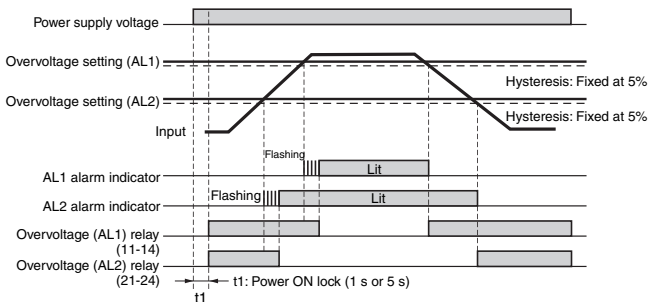 Power supply voltage
Overvoltage setting (AL1)
Hysteresis: Fixed at 5%
Overvoltage setting (AL2)
Hysteresis: Fixed at 5%
Input
Flashing
AL1 alarm indicator
Lit
AL2 alarm indicator
Flashing
Lit
Overvoltage (AL1) relay
(11-14)
Overvoltage (AL2) relay
(21-24)
t1: Power ON lock (1 s or 5 s)
t1